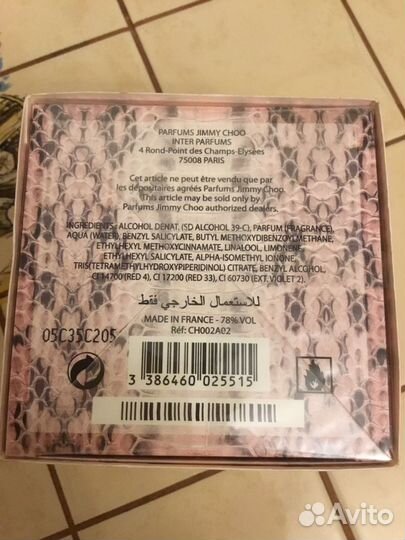 PARFUMS JIMMY CHOO
INTER PARFUMS
4 Rond-Point des Champs-Elysées
75008 PARIS
Cet article ne peut être vendu que par
les dépositaires agréés Parfums Jimmy Choo.
This article may be sold only by
Parfums Jimmy Choo authorized dealers.
INGREDIENTS: ALCOHOL DENAT. (SD ALCOHOL 39-C), PARFUM (FRAGRANCE),
AQUA (WATER), BENZYL SALICYLATE, BUTYL METHOXYDIBENZOYLMETHANE,
ETHYLHEXYL METHOXYCINNAMATE, LINALOOL, LIMONENE,
ETHYLHEXYL SALICYLATE, ALPHA-ISOMETHYL IONONE,
TRIS(TETRAMETHYLHYDROXYPIPERIDINOL) CITRATE, BENZYL ALCOHOL,
CI 14700 (RED 4), CI 17200 (RED 33), CI 60730 (EXT. VIOLET 2).
للاستعمال الخارجي فقط
MADE IN FRANCE - 78% VOL
Réf: CH002A02
05C35C205
3 386460 025515
Avito